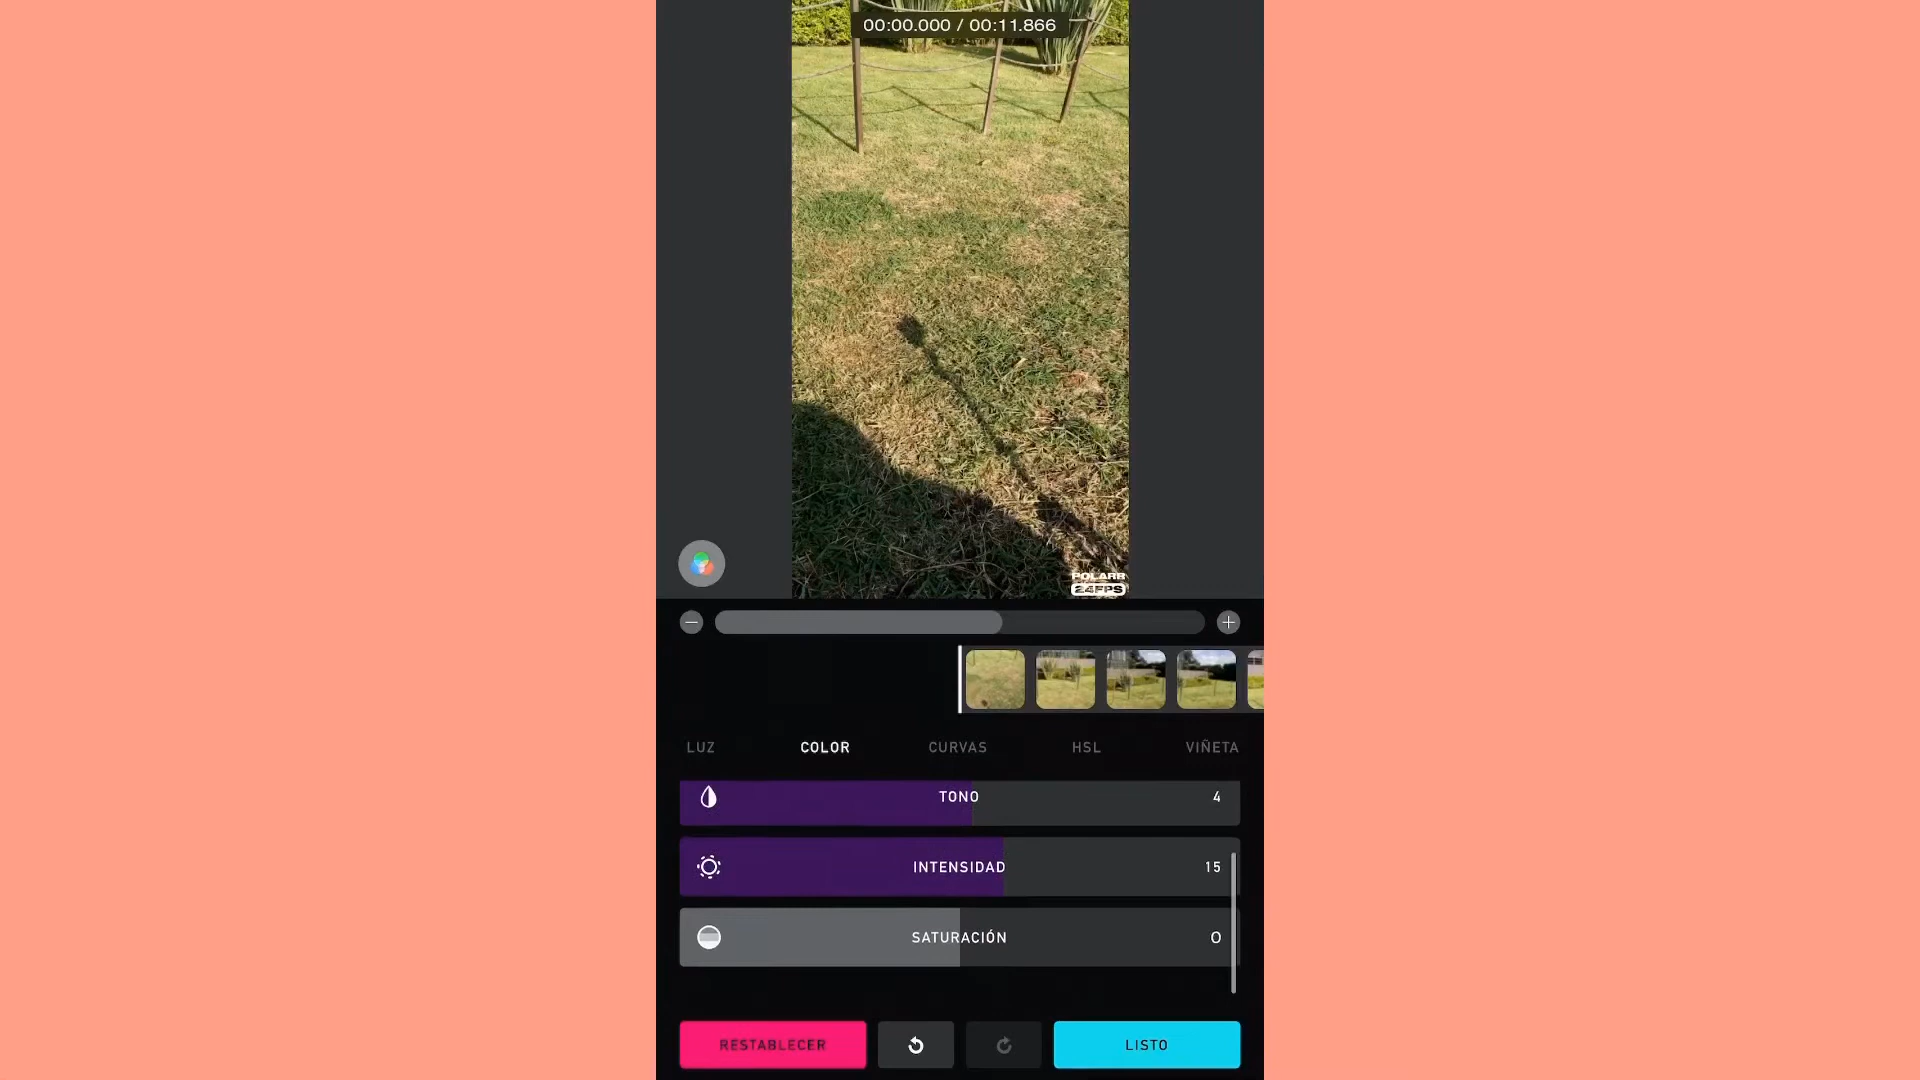 00:00.000 / 00:11.866
POLARR
24FPS
LUZ COLOR CURVAS HSL VIÑETA
TONO 4
INTENSIDAD 15
SATURACIÓN 0
RESTABLECER LISTO